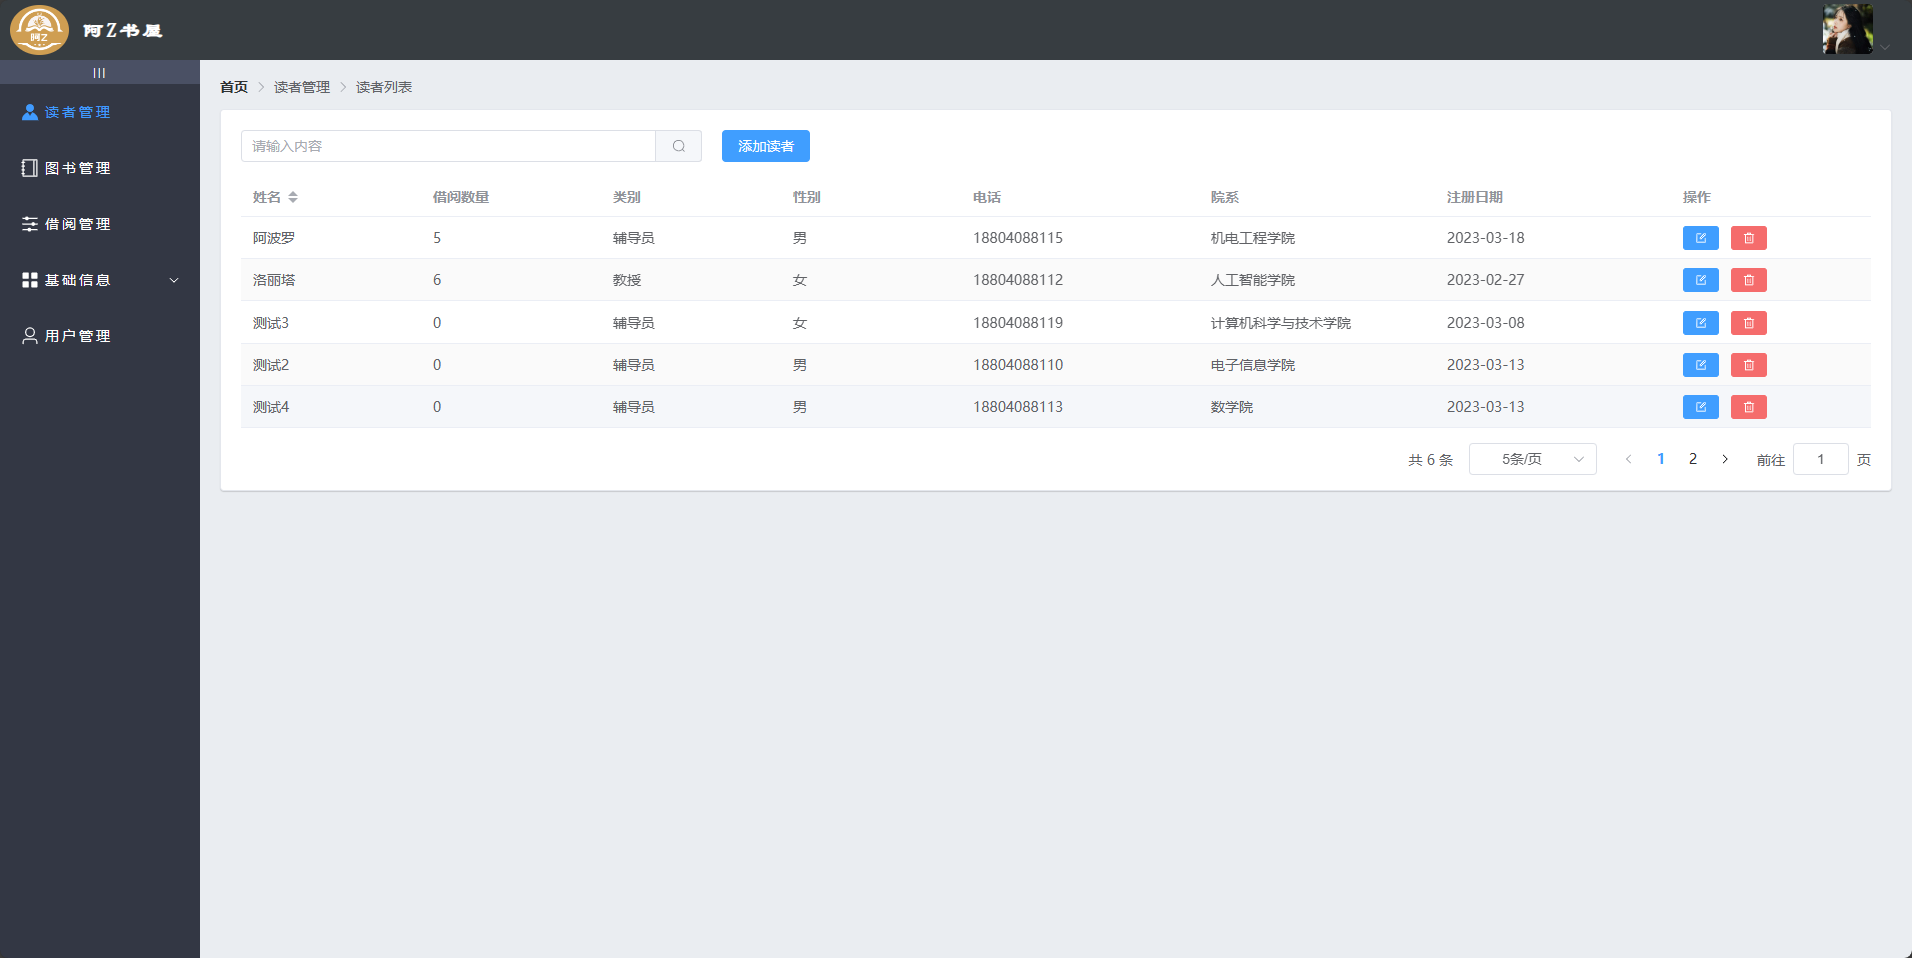 阿Z
阿Z书屋
|||
读者管理
图书管理
借阅管理
基础信息
用户管理
首页 > 读者管理 > 读者列表
请输入内容 添加读者
姓名 借阅数量 类别 性别 电话 院系 注册日期 操作
阿波罗 5 辅导员 男 18804088115 机电工程学院 2023-03-18
洛丽塔 6 教授 女 18804088112 人工智能学院 2023-02-27
测试3 0 辅导员 女 18804088119 计算机科学与技术学院 2023-03-08
测试2 0 辅导员 男 18804088110 电子信息学院 2023-03-13
测试4 0 辅导员 男 18804088113 数学院 2023-03-13
共 6 条 5条/页 < 1 2 > 前往 1 页